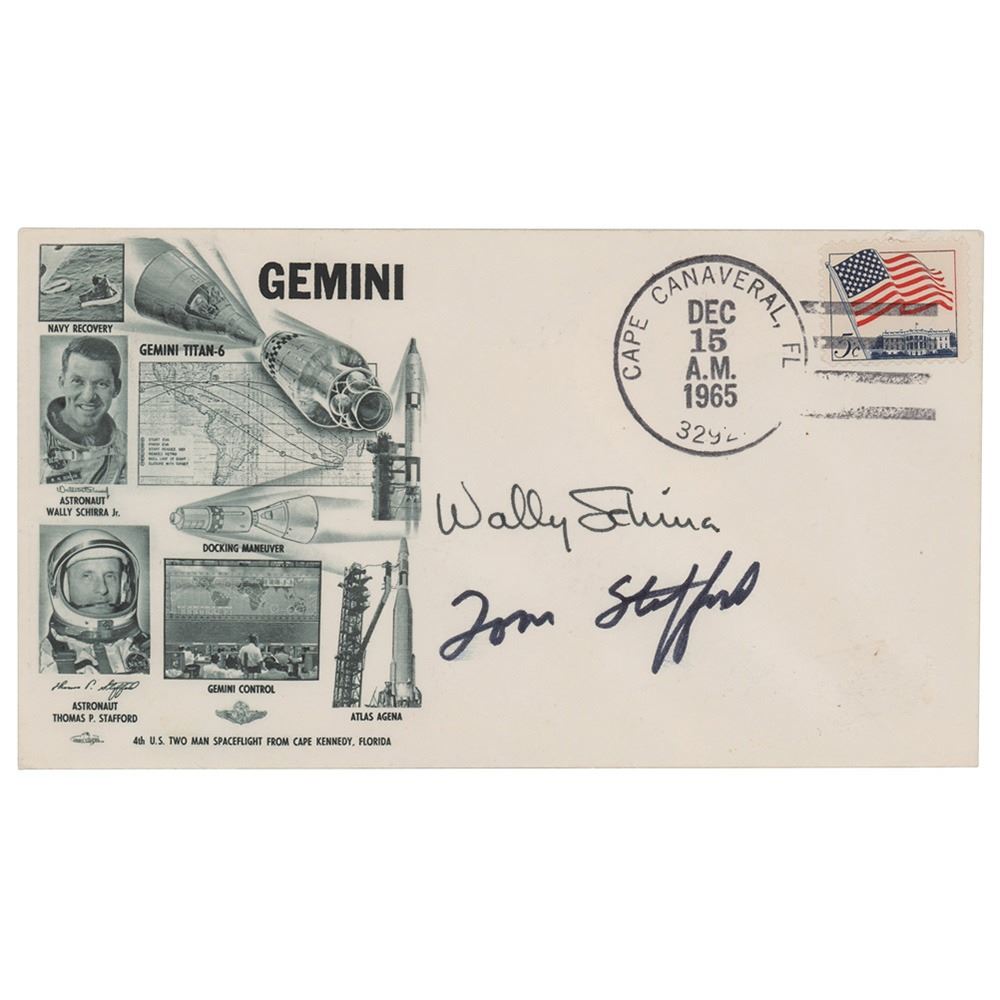 GEMINI
NAVY RECOVERY
GEMINI TITAN-6
ASTRONAUT
WALLY SCHIRRA Jr.
DOCKING MANEUVER
Thomas P. Stafford
ASTRONAUT
THOMAS P. STAFFORD
GEMINI CONTROL
ATLAS AGENA
4th U.S. TWO MAN SPACEFLIGHT FROM CAPE KENNEDY, FLORIDA
CAPE CANAVERAL, FL
DEC
15
A.M.
1965
5c
Wally Schirra
Tom Stafford